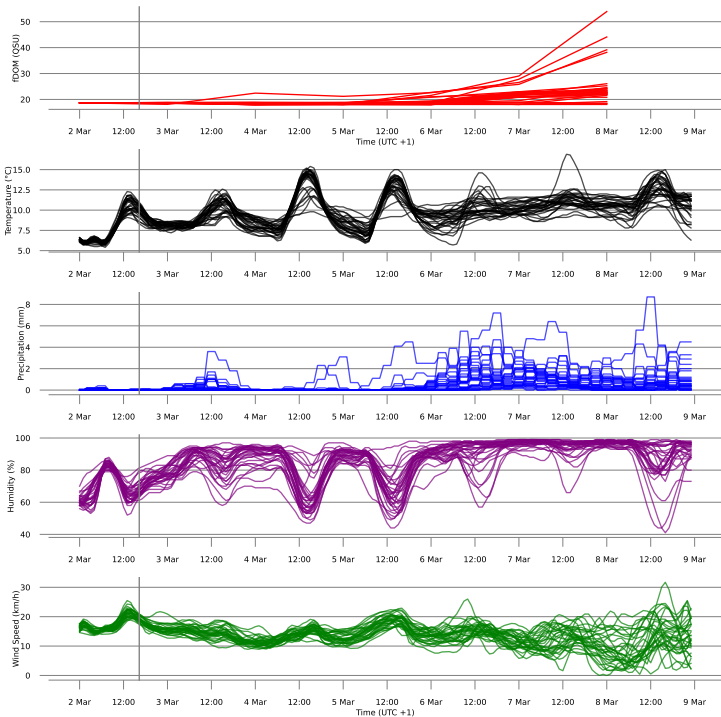 50
40
30
20
fDOM (QSU)
2 Mar 12:00 3 Mar 12:00 4 Mar 12:00 5 Mar 12:00 6 Mar 12:00 7 Mar 12:00 8 Mar 12:00 9 Mar
Time (UTC +1)
15.0
12.5
10.0
7.5
5.0
Temperature (°C)
2 Mar 12:00 3 Mar 12:00 4 Mar 12:00 5 Mar 12:00 6 Mar 12:00 7 Mar 12:00 8 Mar 12:00 9 Mar
8
6
4
2
0
Precipitation (mm)
2 Mar 12:00 3 Mar 12:00 4 Mar 12:00 5 Mar 12:00 6 Mar 12:00 7 Mar 12:00 8 Mar 12:00 9 Mar
100
80
60
40
Humidity (%)
2 Mar 12:00 3 Mar 12:00 4 Mar 12:00 5 Mar 12:00 6 Mar 12:00 7 Mar 12:00 8 Mar 12:00 9 Mar
30
20
10
0
Wind Speed (km/h)
2 Mar 12:00 3 Mar 12:00 4 Mar 12:00 5 Mar 12:00 6 Mar 12:00 7 Mar 12:00 8 Mar 12:00 9 Mar
Time (UTC +1)